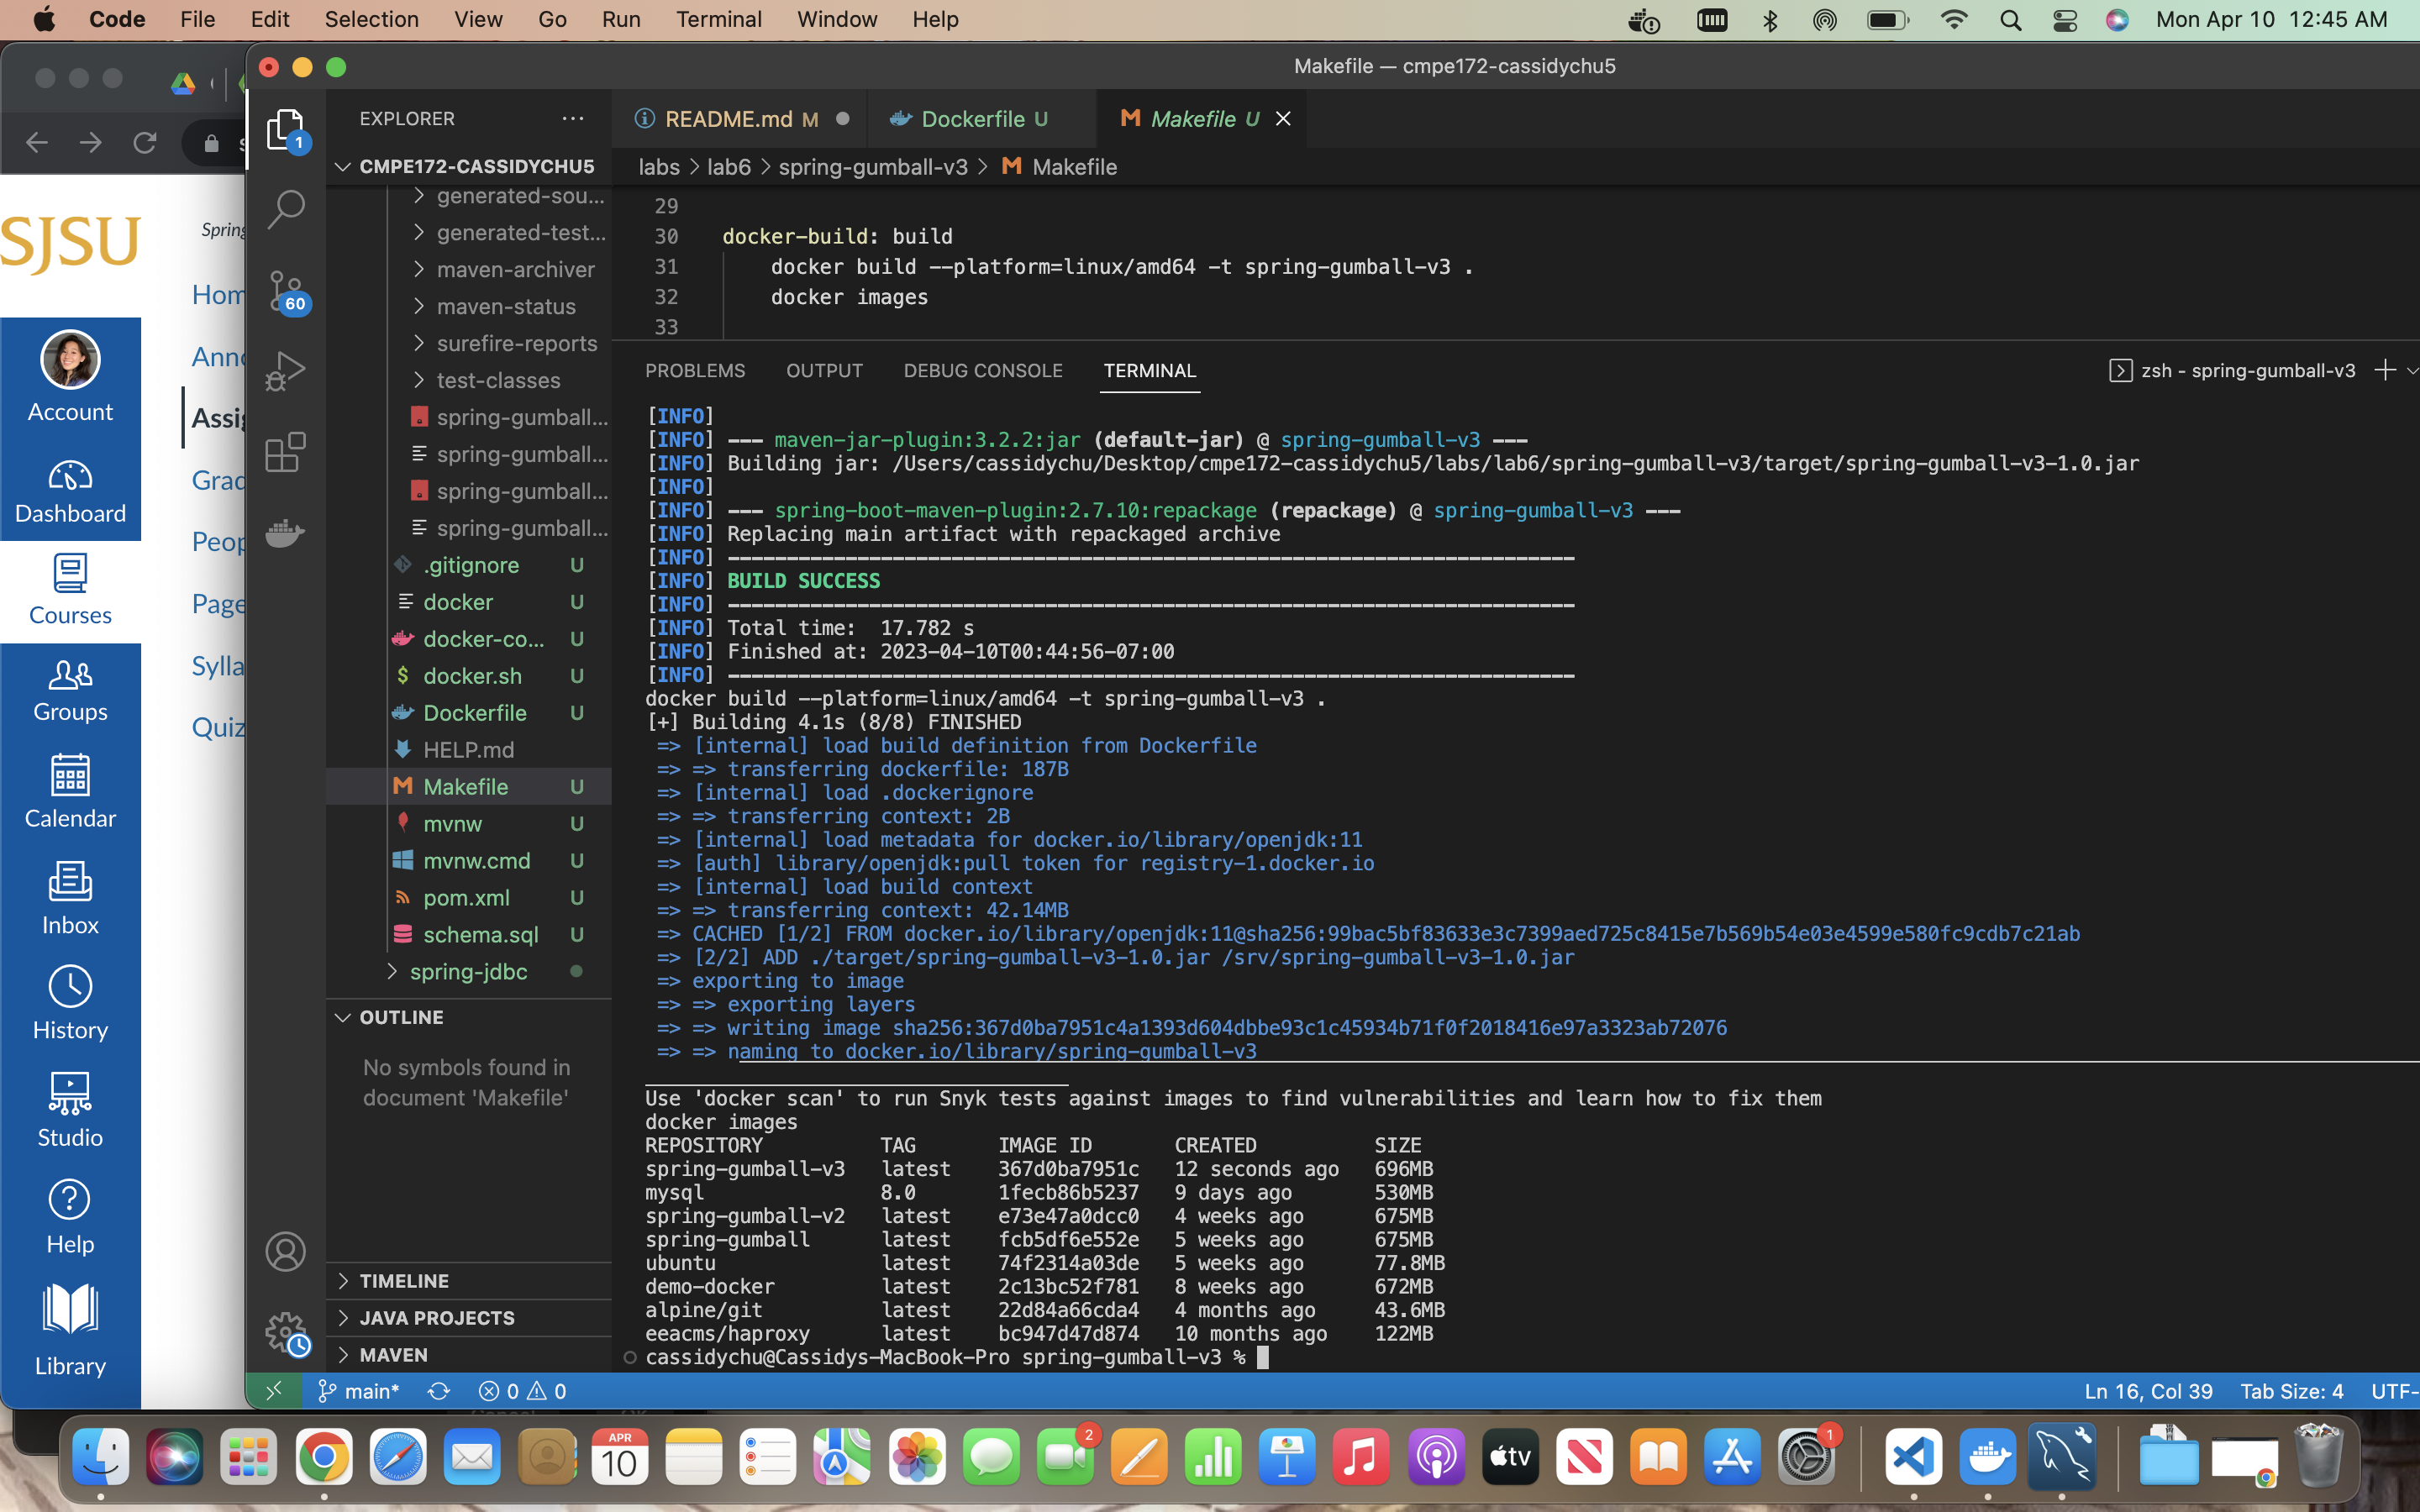 Code File Edit Selection View Go Run Terminal Window Help Mon Apr 10 12:45 AM
Makefile — cmpe172-cassidychu5
SJSU
Spring
Account
Dashboard
Courses
Groups
Calendar
Inbox
History
Studio
Help
Library
Hom
Anno
Assig
Grad
Peop
Page
Sylla
Quiz
1
60
EXPLORER ···
CMPE172-CASSIDYCHU5
generated-sou...
generated-test...
maven-archiver
maven-status
surefire-reports
test-classes
spring-gumball...
spring-gumball...
spring-gumball...
spring-gumball...
.gitignore U
docker U
docker-co... U
docker.sh U
Dockerfile U
HELP.md
Makefile U
mvnw U
mvnw.cmd U
pom.xml U
schema.sql U
spring-jdbc
OUTLINE
No symbols found in
document 'Makefile'
TIMELINE
JAVA PROJECTS
MAVEN
README.md M Dockerfile U Makefile U
labs > lab6 > spring-gumball-v3 > Makefile
29
30 docker-build: build
31 docker build --platform=linux/amd64 -t spring-gumball-v3 .
32 docker images
33
PROBLEMS OUTPUT DEBUG CONSOLE TERMINAL zsh - spring-gumball-v3
[INFO]
[INFO] --- maven-jar-plugin:3.2.2:jar (default-jar) @ spring-gumball-v3 ---
[INFO] Building jar: /Users/cassidychu/Desktop/cmpe172-cassidychu5/labs/lab6/spring-gumball-v3/target/spring-gumball-v3-1.0.jar
[INFO]
[INFO] --- spring-boot-maven-plugin:2.7.10:repackage (repackage) @ spring-gumball-v3 ---
[INFO] Replacing main artifact with repackaged archive
[INFO] ------------------------------------------------------------------------
[INFO] BUILD SUCCESS
[INFO] ------------------------------------------------------------------------
[INFO] Total time:  17.782 s
[INFO] Finished at: 2023-04-10T00:44:56-07:00
[INFO] ------------------------------------------------------------------------
docker build --platform=linux/amd64 -t spring-gumball-v3 .
[+] Building 4.1s (8/8) FINISHED
=> [internal] load build definition from Dockerfile
=> => transferring dockerfile: 187B
=> [internal] load .dockerignore
=> => transferring context: 2B
=> [internal] load metadata for docker.io/library/openjdk:11
=> [auth] library/openjdk:pull token for registry-1.docker.io
=> [internal] load build context
=> => transferring context: 42.14MB
=> CACHED [1/2] FROM docker.io/library/openjdk:11@sha256:99bac5bf83633e3c7399aed725c8415e7b569b54e03e4599e580fc9cdb7c21ab
=> [2/2] ADD ./target/spring-gumball-v3-1.0.jar /srv/spring-gumball-v3-1.0.jar
=> exporting to image
=> => exporting layers
=> => writing image sha256:367d0ba7951c4a1393d604dbbe93c1c45934b71f0f2018416e97a3323ab72076
=> => naming to docker.io/library/spring-gumball-v3
Use 'docker scan' to run Snyk tests against images to find vulnerabilities and learn how to fix them
docker images
REPOSITORY TAG IMAGE ID CREATED SIZE
spring-gumball-v3 latest 367d0ba7951c 12 seconds ago 696MB
mysql 8.0 1fecb86b5237 9 days ago 530MB
spring-gumball-v2 latest e73e47a0dcc0 4 weeks ago 675MB
spring-gumball latest fcb5df6e552e 5 weeks ago 675MB
ubuntu latest 74f2314a03de 5 weeks ago 77.8MB
demo-docker latest 2c13bc52f781 8 weeks ago 672MB
alpine/git latest 22d84a66cda4 4 months ago 43.6MB
eeacms/haproxy latest bc947d47d874 10 months ago 122MB
cassidychu@Cassidys-MacBook-Pro spring-gumball-v3 %
main* 0 0 Ln 16, Col 39 Tab Size: 4 UTF-
APR
10
2
tv
1